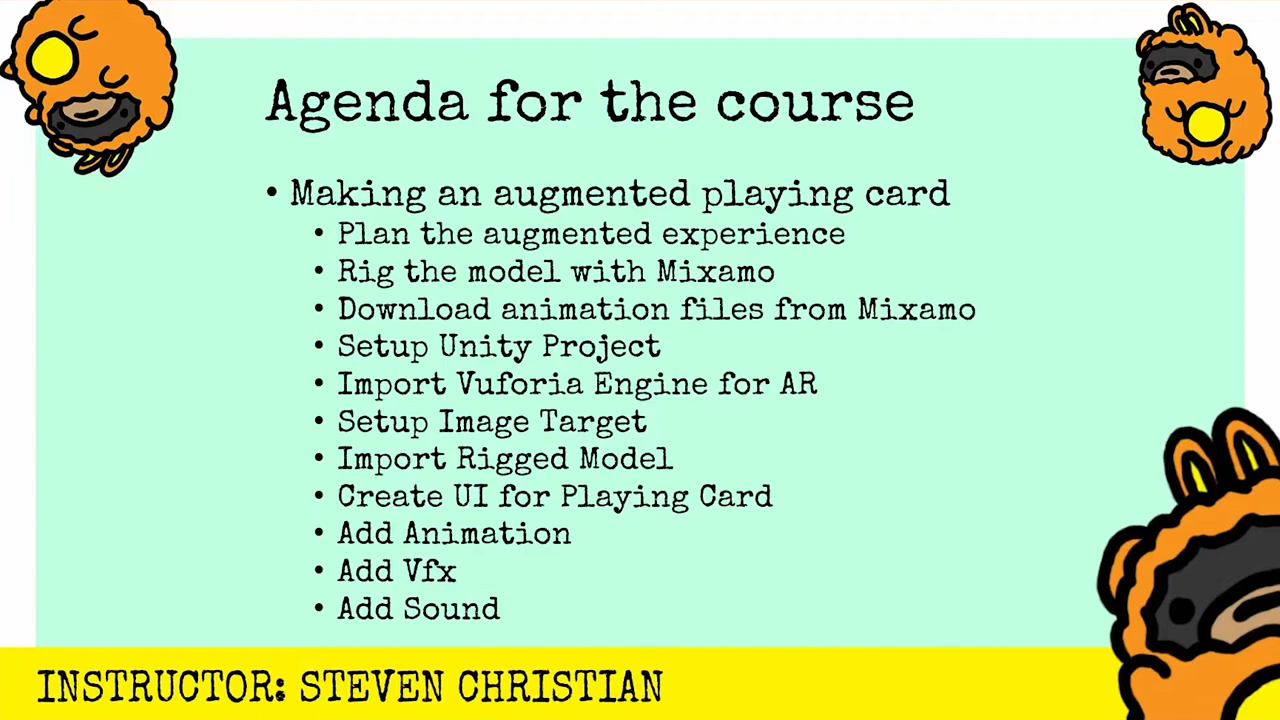 Agenda for the course
• Making an augmented playing card
• Plan the augmented experience
• Rig the model with Mixamo
• Download animation files from Mixamo
• Setup Unity Project
• Import Vuforia Engine for AR
• Setup Image Target
• Import Rigged Model
• Create UI for Playing Card
• Add Animation
• Add Vfx
• Add Sound
INSTRUCTOR: STEVEN CHRISTIAN